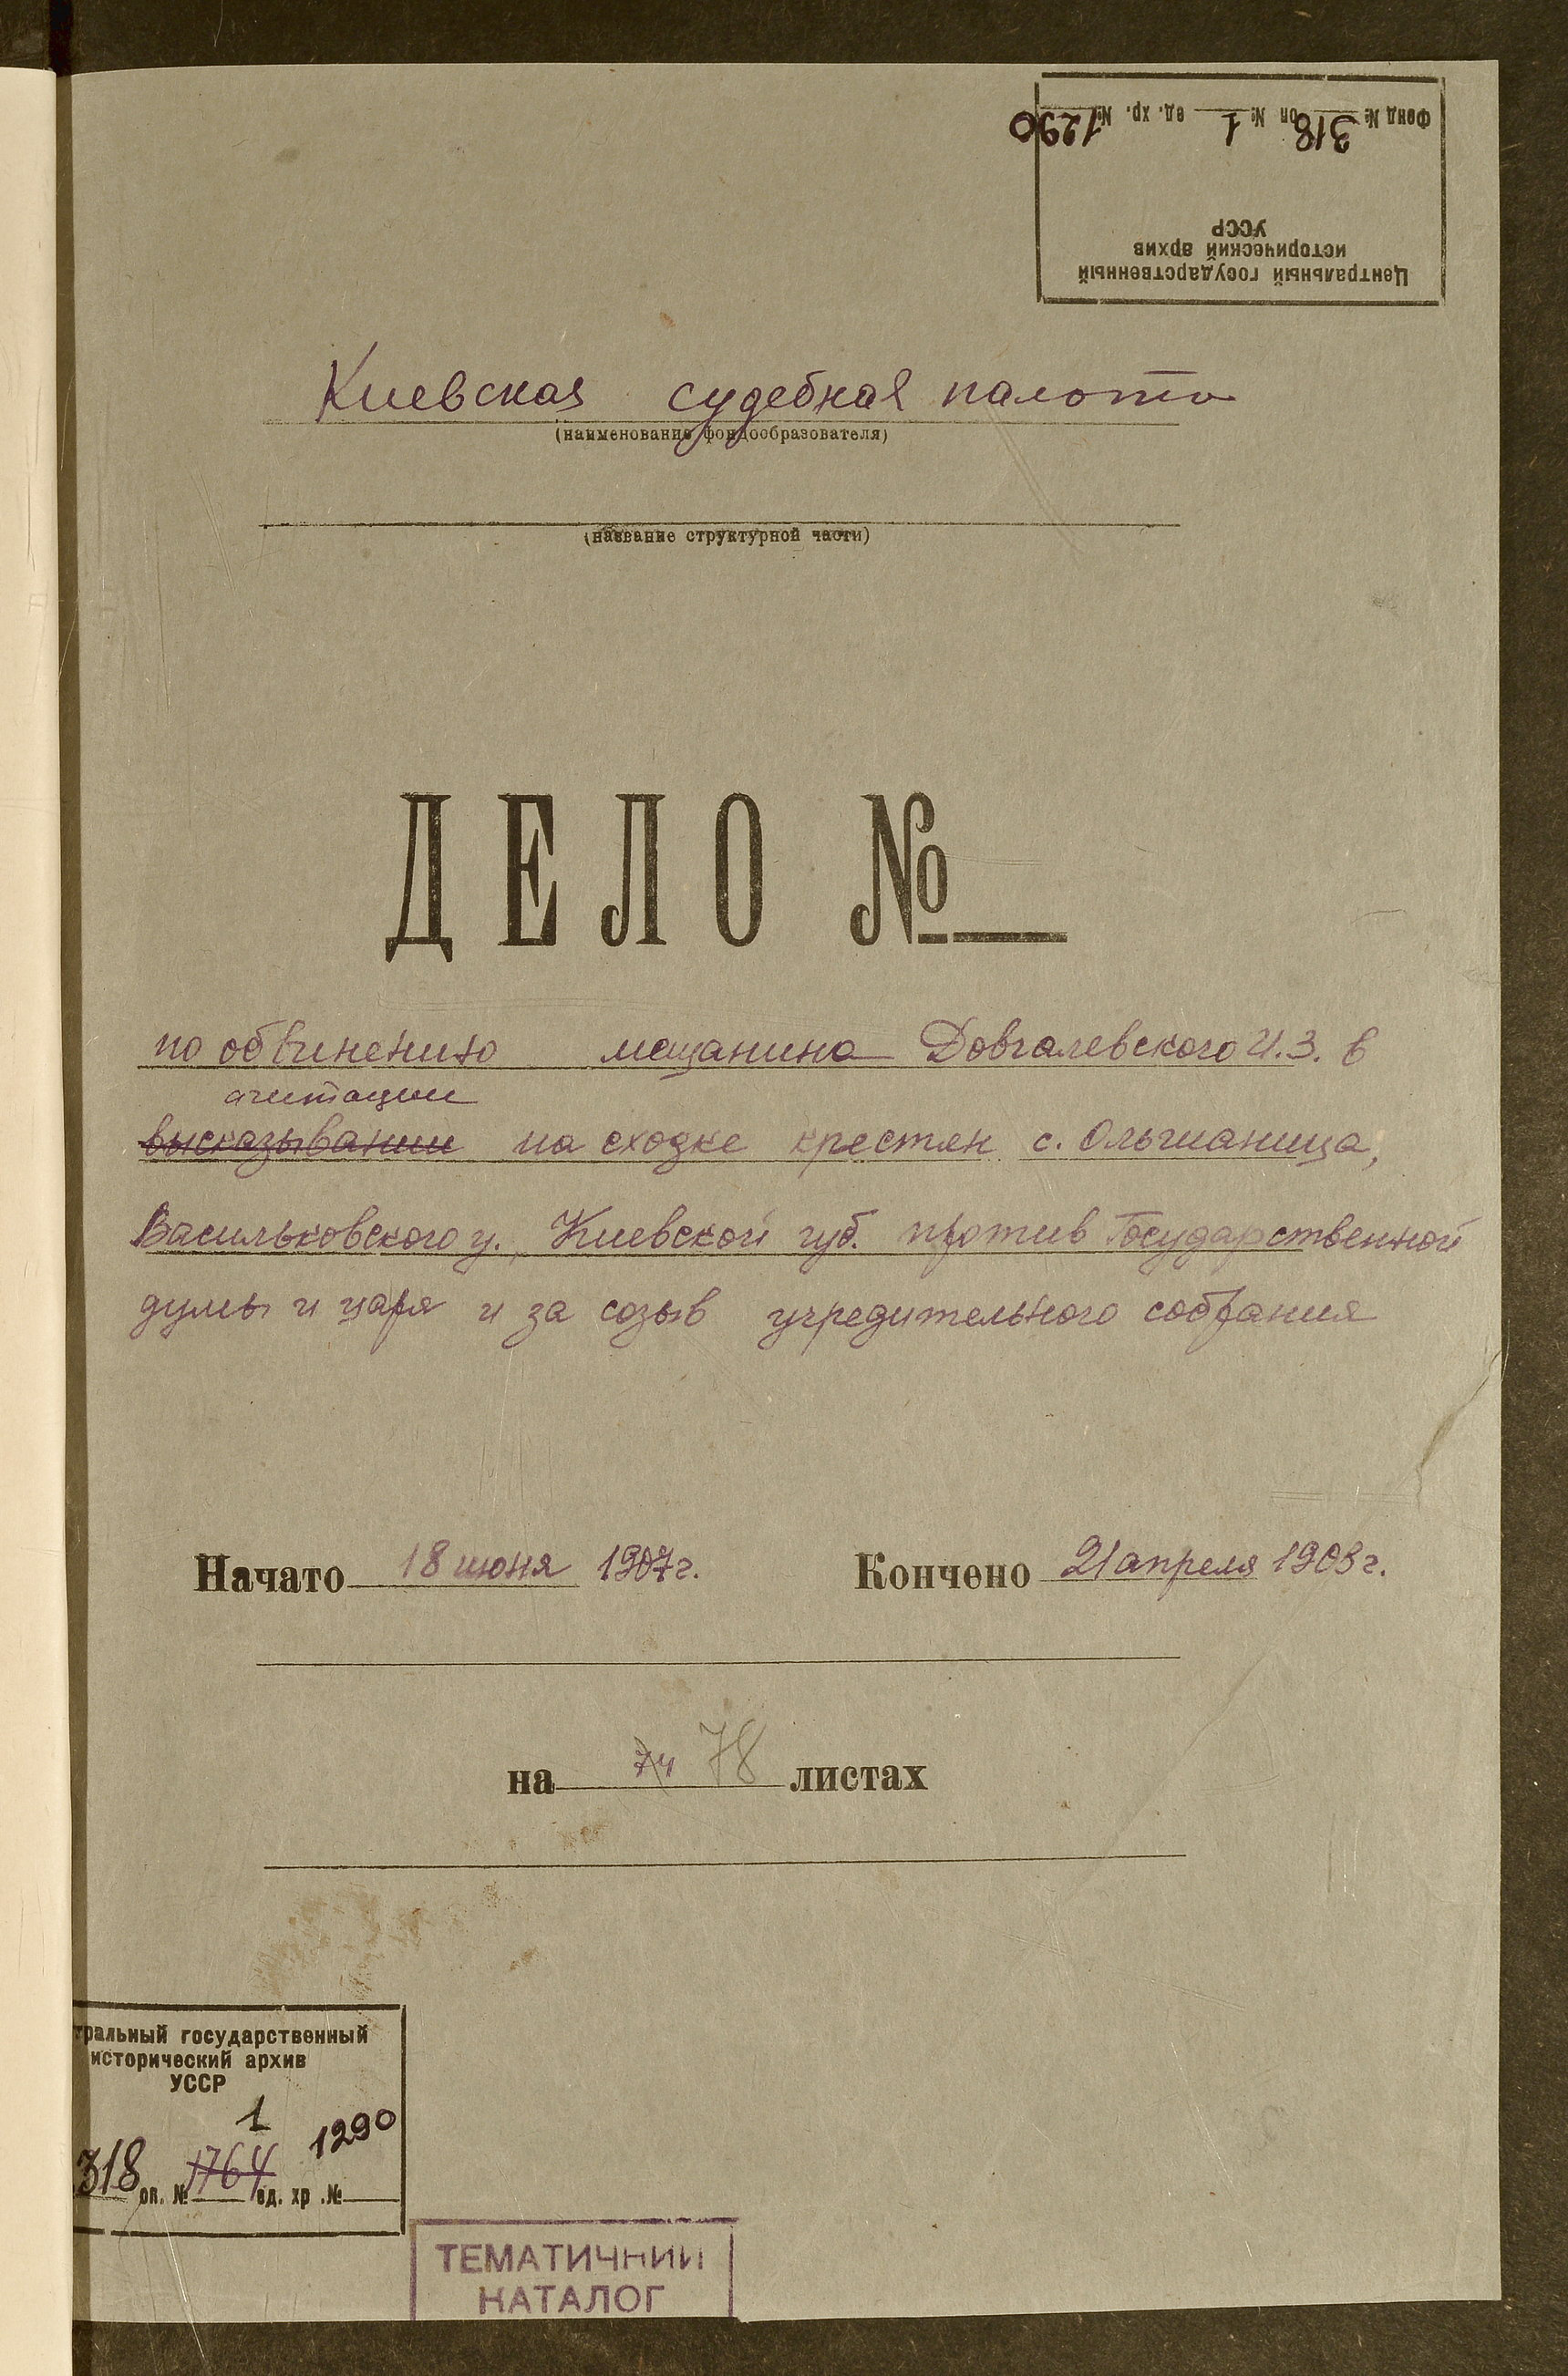 Фонд № 318 оп № 1 ед. хр. № 1290
Центральный государственный
исторический архив
УССР
Киевская судебная палата
(наименование фондообразователя)
(название структурной части)
ДЕЛО №
по обвинению мещанина Довгалевского И.З. в
агитации
высказывании на сходке крестян с. Ольшаница,
Васильковского у., Киевской губ. против Государственной
думы и царя и за созыв учредительного собрания
Начато 18 июня 1907 г. Кончено 21 апреля 1909 г.
на 74 78 листах
тральный государственный
исторический архив
УССР
1 1290
318 оп. № 1764 ед. хр. №
ТЕМАТИЧНИЙ
КАТАЛОГ